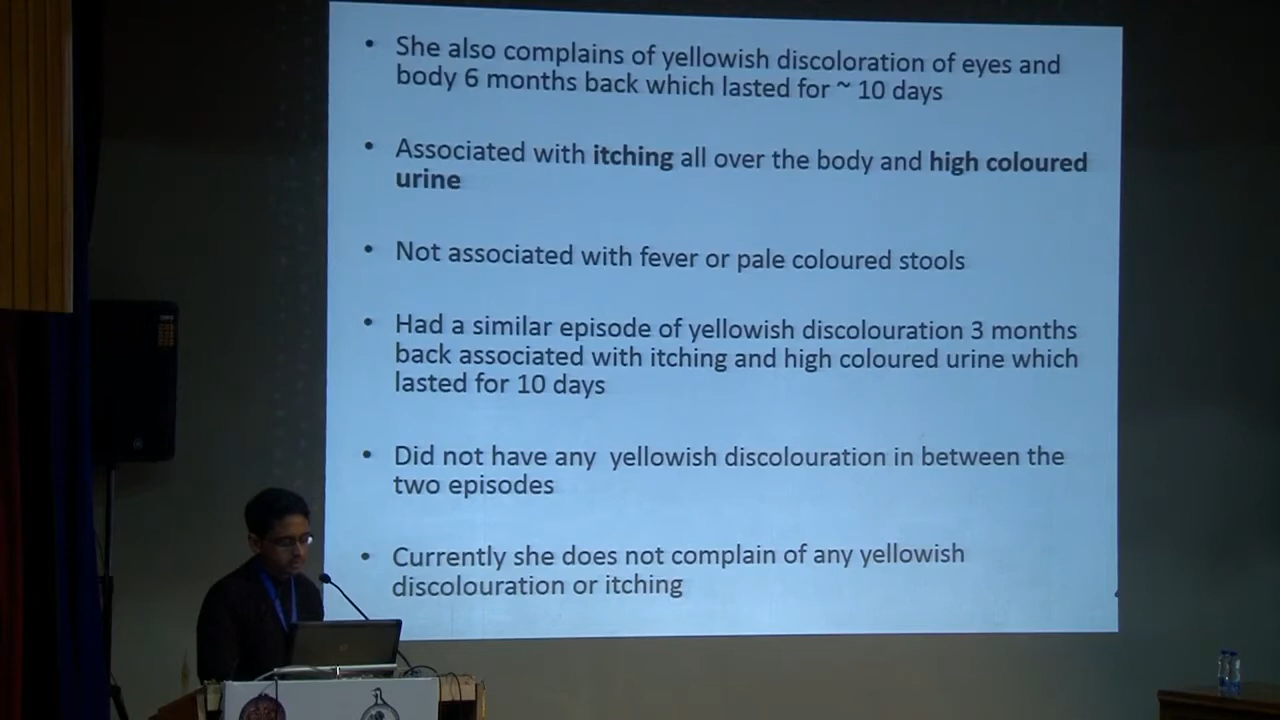 • She also complains of yellowish discoloration of eyes and
body 6 months back which lasted for ~ 10 days
• Associated with itching all over the body and high coloured
urine
• Not associated with fever or pale coloured stools
• Had a similar episode of yellowish discolouration 3 months
back associated with itching and high coloured urine which
lasted for 10 days
• Did not have any yellowish discolouration in between the
two episodes
• Currently she does not complain of any yellowish
discolouration or itching